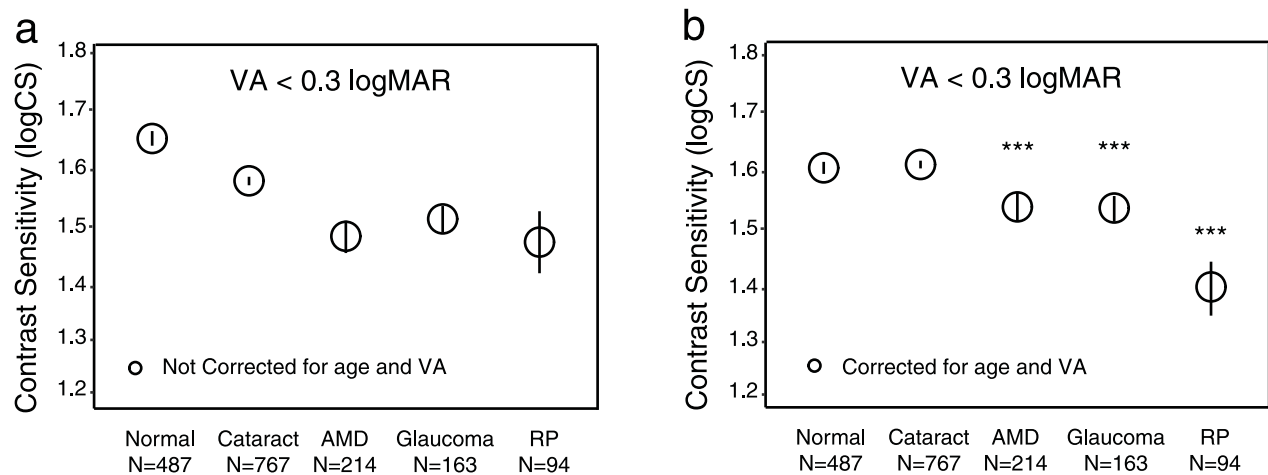 a
1.8
1.7
1.6
1.5
1.4
1.3
1.2
Contrast Sensitivity (logCS)
VA < 0.3 logMAR
Not Corrected for age and VA
Normal Cataract AMD Glaucoma RP
N=487 N=767 N=214 N=163 N=94
b
1.8
1.7
1.6
1.5
1.4
1.3
1.2
Contrast Sensitivity (logCS)
VA < 0.3 logMAR
*** ***
***
Corrected for age and VA
Normal Cataract AMD Glaucoma RP
N=487 N=767 N=214 N=163 N=94